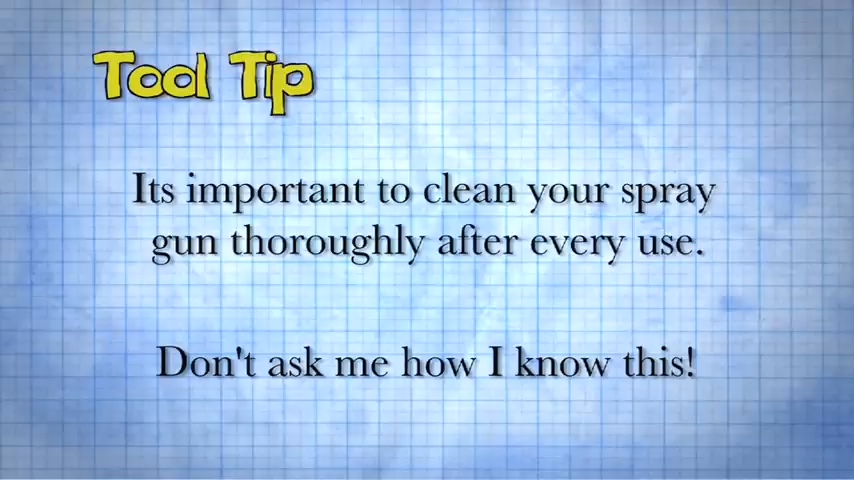 Tool Tip
Its important to clean your spray
gun thoroughly after every use.
Don't ask me how I know this!